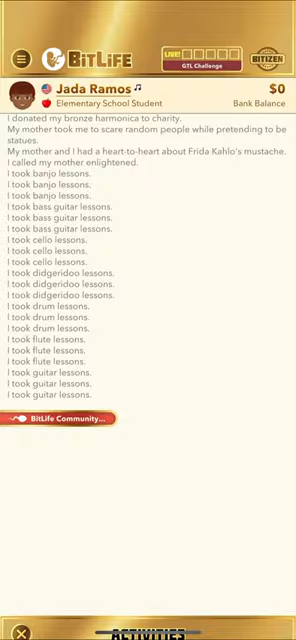 BITLIFE
LIVE!
GTL Challenge
BITIZEN
Jada Ramos
$0
Elementary School Student
Bank Balance
I donated my bronze harmonica to charity.
My mother took me to scare random people while pretending to be
statues.
My mother and I had a heart-to-heart about Frida Kahlo's mustache.
I called my mother enlightened.
I took banjo lessons.
I took banjo lessons.
I took banjo lessons.
I took bass guitar lessons.
I took bass guitar lessons.
I took bass guitar lessons.
I took cello lessons.
I took cello lessons.
I took cello lessons.
I took didgeridoo lessons.
I took didgeridoo lessons.
I took didgeridoo lessons.
I took drum lessons.
I took drum lessons.
I took drum lessons.
I took flute lessons.
I took flute lessons.
I took flute lessons.
I took guitar lessons.
I took guitar lessons.
I took guitar lessons.
BitLife Community...
ACTIVITIES